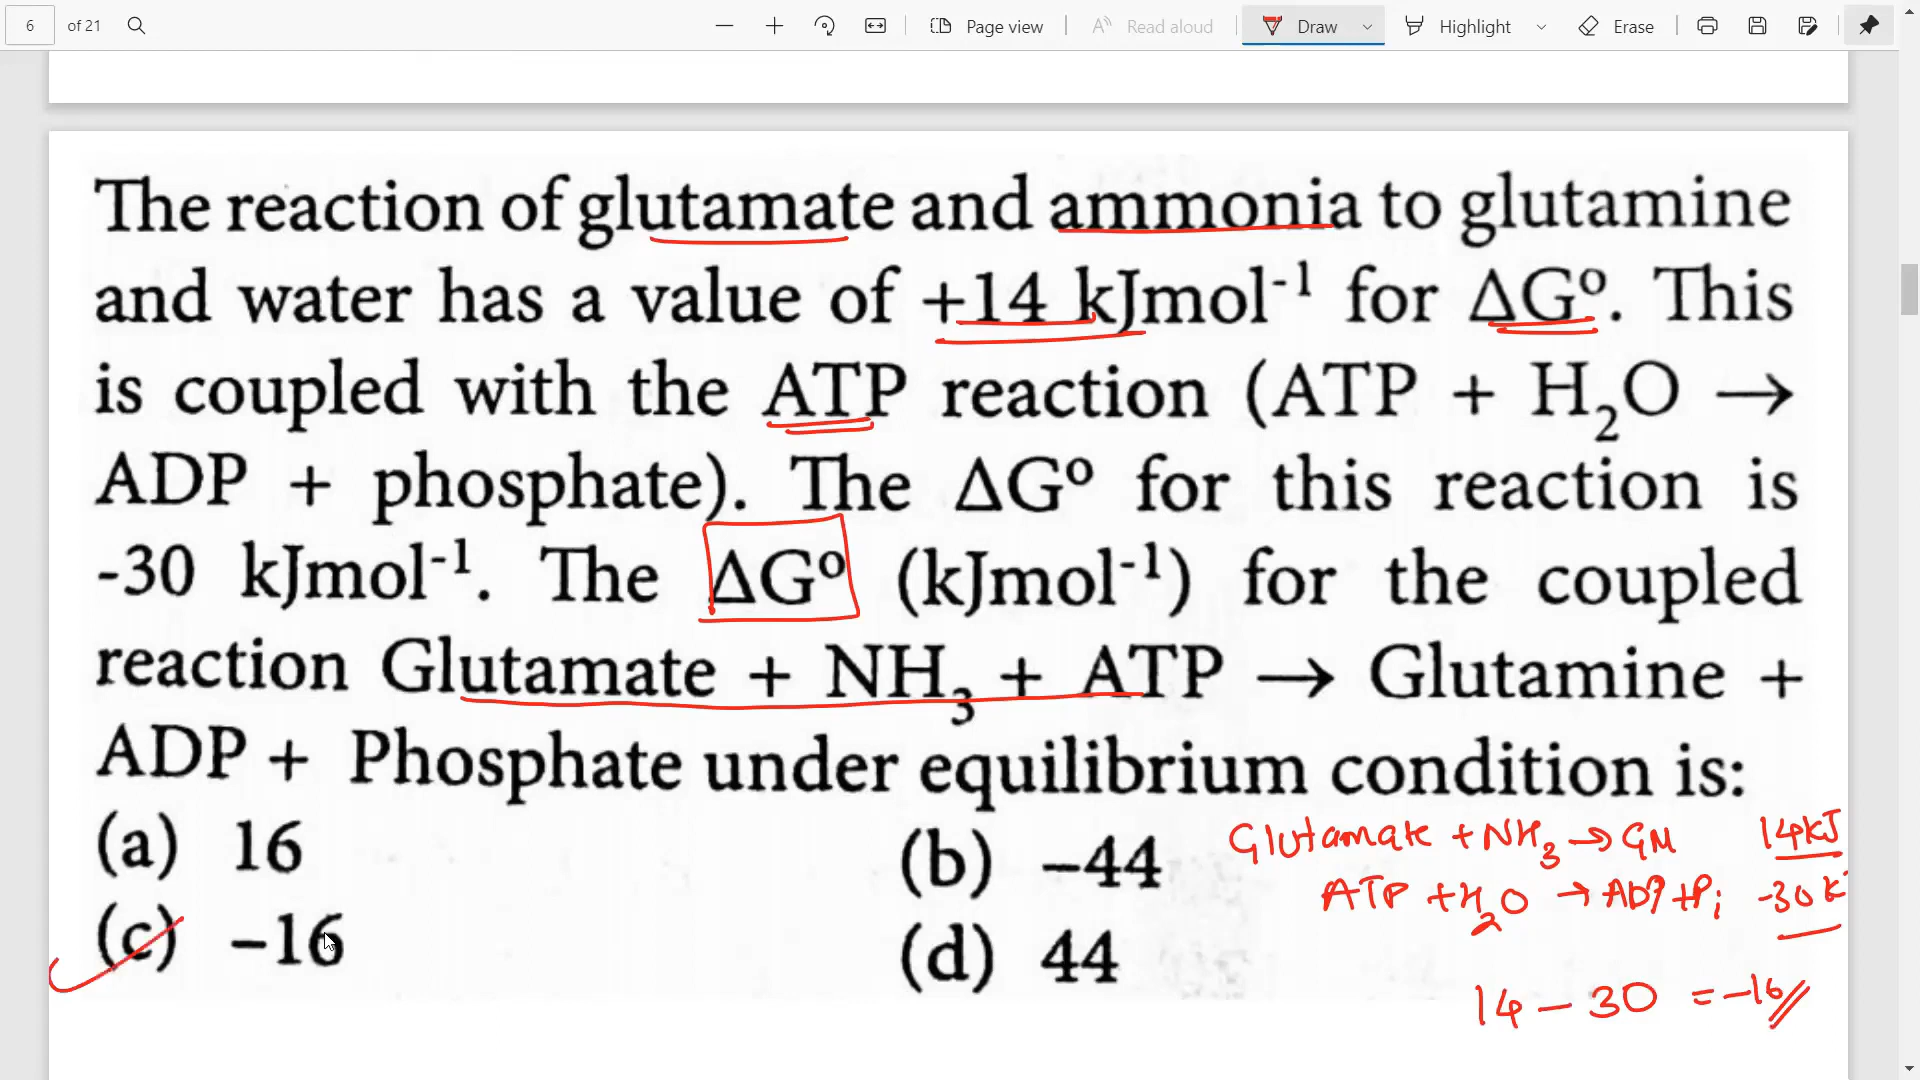 6 of 21 Page view Read aloud Draw Highlight Erase
The reaction of glutamate and ammonia to glutamine
and water has a value of +14 kJmol⁻¹ for ΔGº. This
is coupled with the ATP reaction (ATP + H₂O →
ADP + phosphate). The ΔGº for this reaction is
-30 kJmol⁻¹. The ΔGº (kJmol⁻¹) for the coupled
reaction Glutamate + NH₃ + ATP → Glutamine +
ADP + Phosphate under equilibrium condition is:
(a) 16 (b) –44
(c) –16 (d) 44
Glutamate + NH₃ → GM 14kJ
ATP + H₂O → ADP + Pi -30 k
14 – 30 = -16